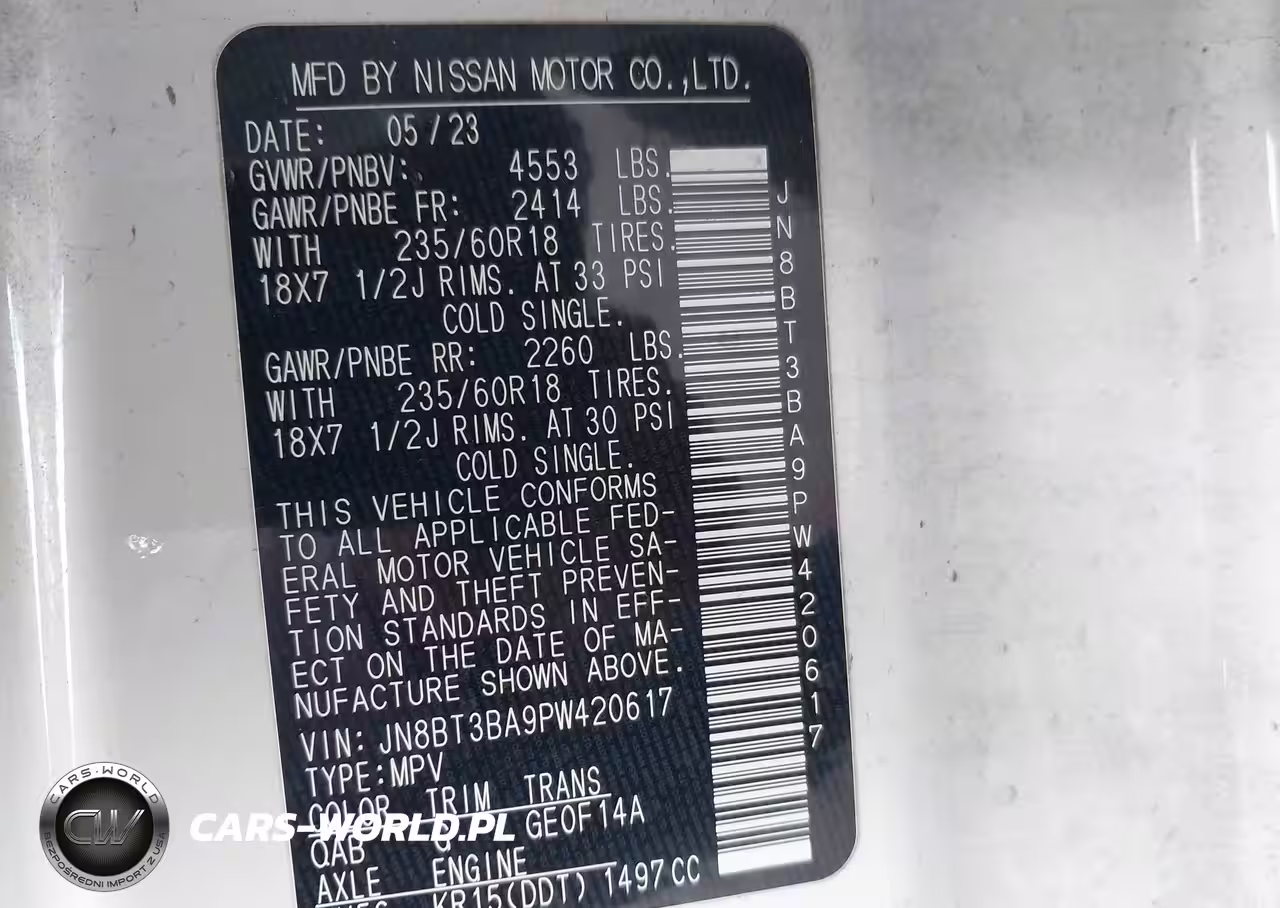 MFD BY NISSAN MOTOR CO.,LTD.
DATE: 05/23
GVWR/PNBV: 4553 LBS.
GAWR/PNBE FR: 2414 LBS.
WITH 235/60R18 TIRES.
18X7 1/2J RIMS. AT 33 PSI
COLD SINGLE.
GAWR/PNBE RR: 2260 LBS.
WITH 235/60R18 TIRES.
18X7 1/2J RIMS. AT 30 PSI
COLD SINGLE.
THIS VEHICLE CONFORMS
TO ALL APPLICABLE FED-
ERAL MOTOR VEHICLE SA-
FETY AND THEFT PREVEN-
TION STANDARDS IN EFF-
ECT ON THE DATE OF MA-
NUFACTURE SHOWN ABOVE.
VIN: JN8BT3BA9PW420617
TYPE:MPV
COLOR TRIM TRANS
QAB GE0F14A
AXLE ENGINE
KR15(DDT) 1497CC
JN8BT3BA9PW420617
CARS-WORLD
CW
BEZPOŚREDNI IMPORT Z USA
CARS-WORLD.PL